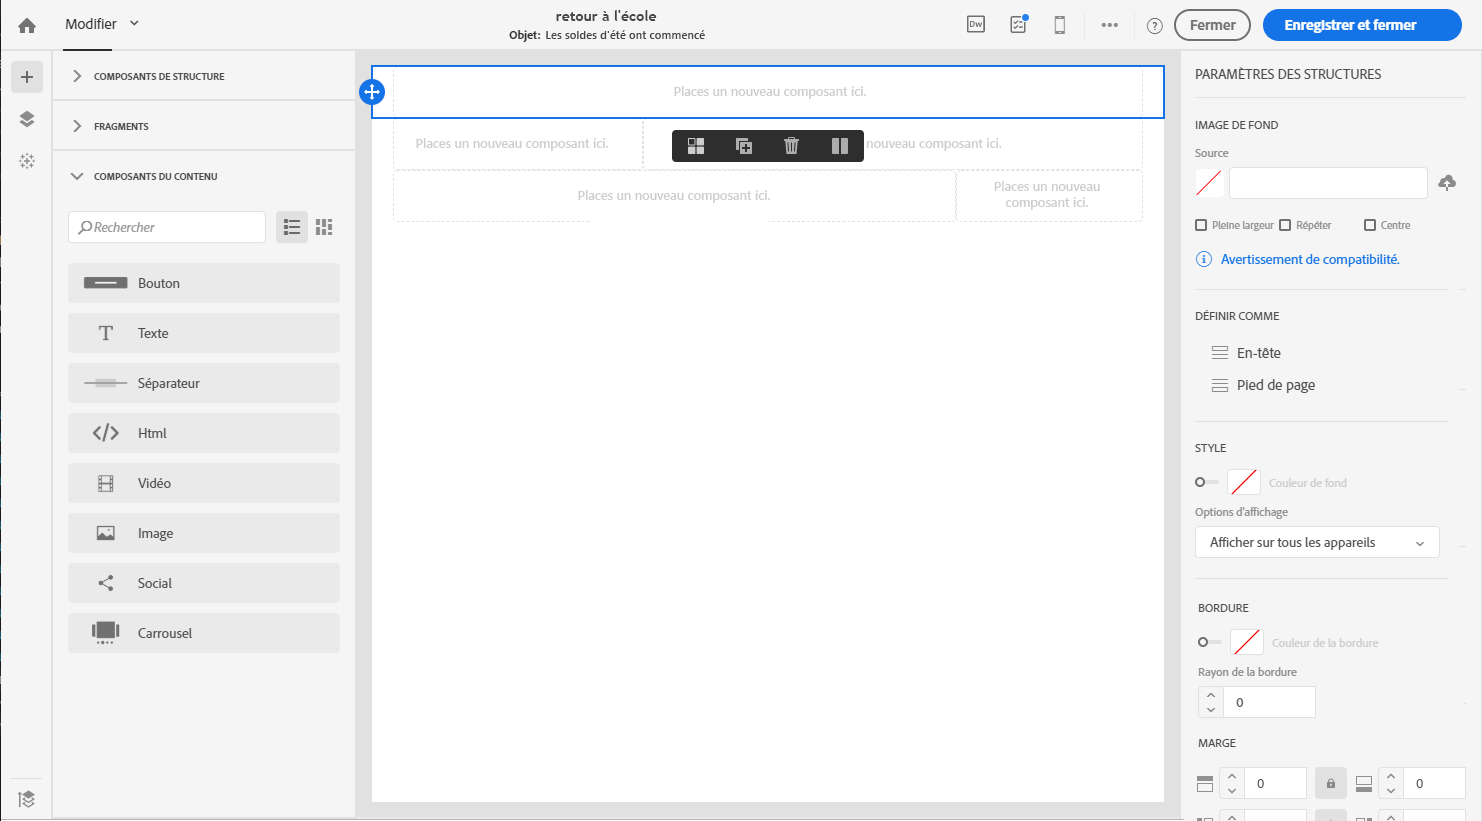 Modifier
retour à l'école
Objet: Les soldes d'été ont commencé
Dw
Fermer
Enregistrer et fermer
COMPOSANTS DE STRUCTURE
FRAGMENTS
COMPOSANTS DU CONTENU
Rechercher
Bouton
Texte
Séparateur
Html
Vidéo
Image
Social
Carrousel
Places un nouveau composant ici.
Places un nouveau composant ici.
nouveau composant ici.
Places un nouveau composant ici.
Places un nouveau
composant ici.
PARAMÈTRES DES STRUCTURES
IMAGE DE FOND
Source
Pleine largeur
Répéter
Centre
Avertissement de compatibilité.
DÉFINIR COMME
En-tête
Pied de page
STYLE
Couleur de fond
Options d'affichage
Afficher sur tous les appareils
BORDURE
Couleur de la bordure
Rayon de la bordure
0
MARGE
0
0